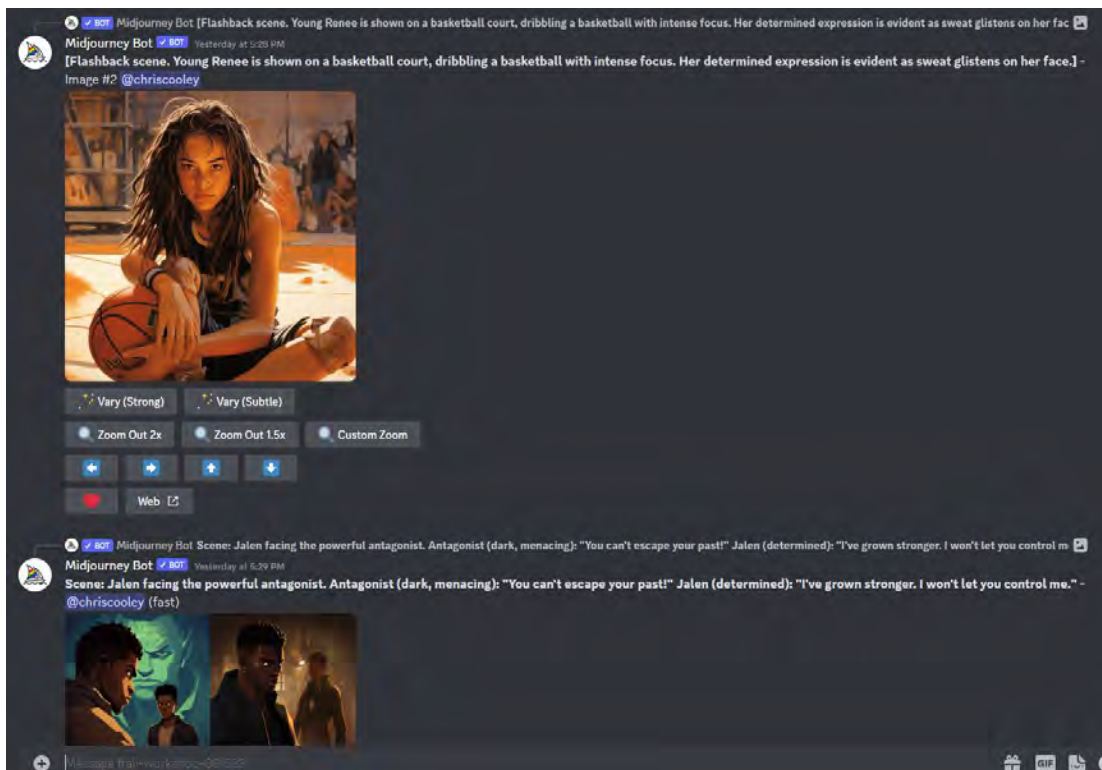 ✓ BOT Midjourney Bot [Flashback scene. Young Renee is shown on a basketball court, dribbling a basketball with intense focus. Her determined expression is evident as sweat glistens on her fac
Midjourney Bot ✓ BOT Yesterday at 5:28 PM
[Flashback scene. Young Renee is shown on a basketball court, dribbling a basketball with intense focus. Her determined expression is evident as sweat glistens on her face.] -
Image #2 @chriscooley
Vary (Strong) Vary (Subtle)
Zoom Out 2x Zoom Out 1.5x Custom Zoom
Web
✓ BOT Midjourney Bot Scene: Jalen facing the powerful antagonist. Antagonist (dark, menacing): "You can't escape your past!" Jalen (determined): "I've grown stronger. I won't let you control m
Midjourney Bot ✓ BOT Yesterday at 5:29 PM
Scene: Jalen facing the powerful antagonist. Antagonist (dark, menacing): "You can't escape your past!" Jalen (determined): "I've grown stronger. I won't let you control me." -
@chriscooley (fast)
Message
GIF